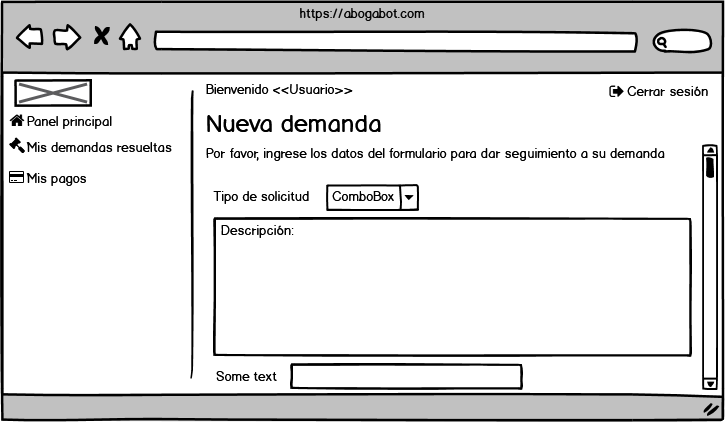 https://abogabot.com
Bienvenido <<Usuario>>
Cerrar sesión
Panel principal
Mis demandas resueltas
Mis pagos
Nueva demanda
Por favor, ingrese los datos del formulario para dar seguimiento a su demanda
Tipo de solicitud ComboBox
Descripción:
Some text